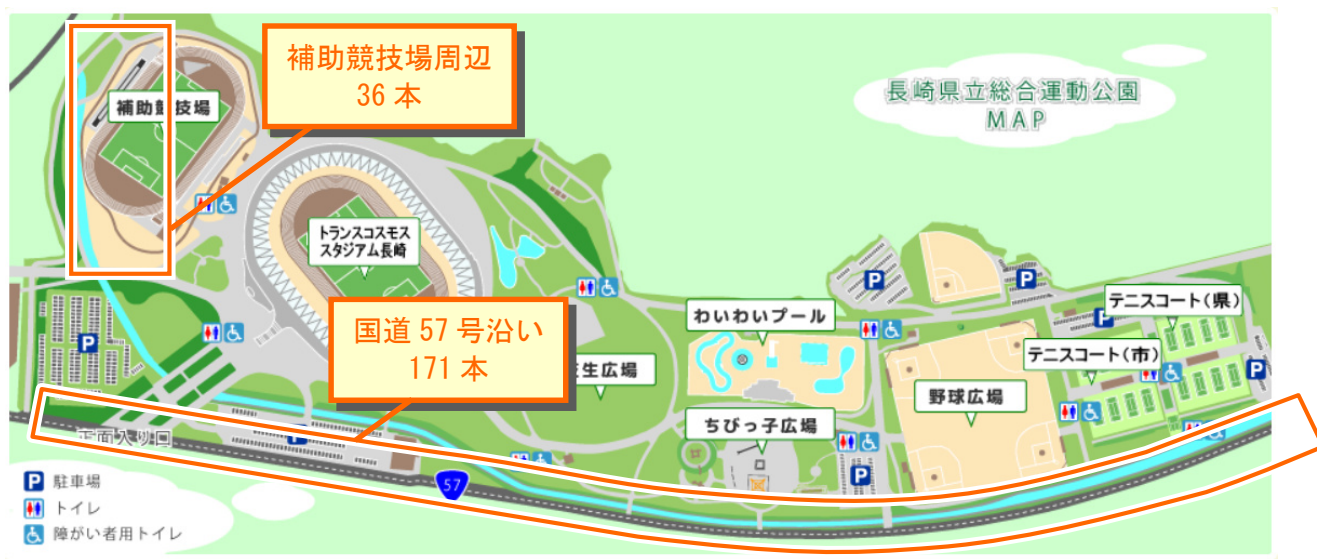 補助競技場周辺
36 本
長崎県立総合運動公園
MAP
補助競技場
トランスコスモス
スタジアム長崎
国道 57 号沿い
171 本
生広場
わいわいプール
テニスコート(県)
テニスコート(市)
野球広場
ちびっ子広場
正面入り口
57
P
P
P
P
P
P
P
P 駐車場
トイレ
障がい者用トイレ